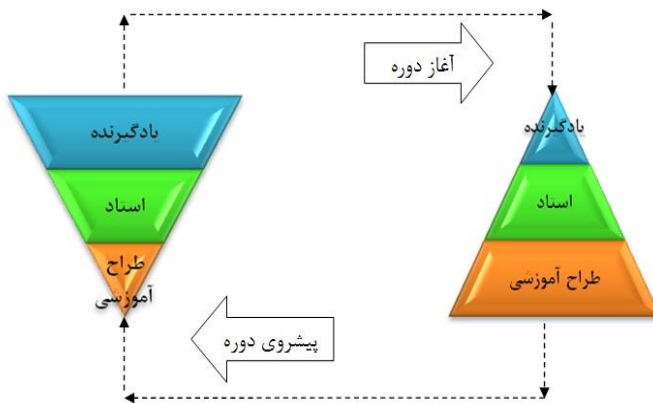 آغاز دوره
یادگیرنده
استاد
طراح آموزشی
یادگیرنده
استاد
طراح
آموزشی
پیشروی دوره